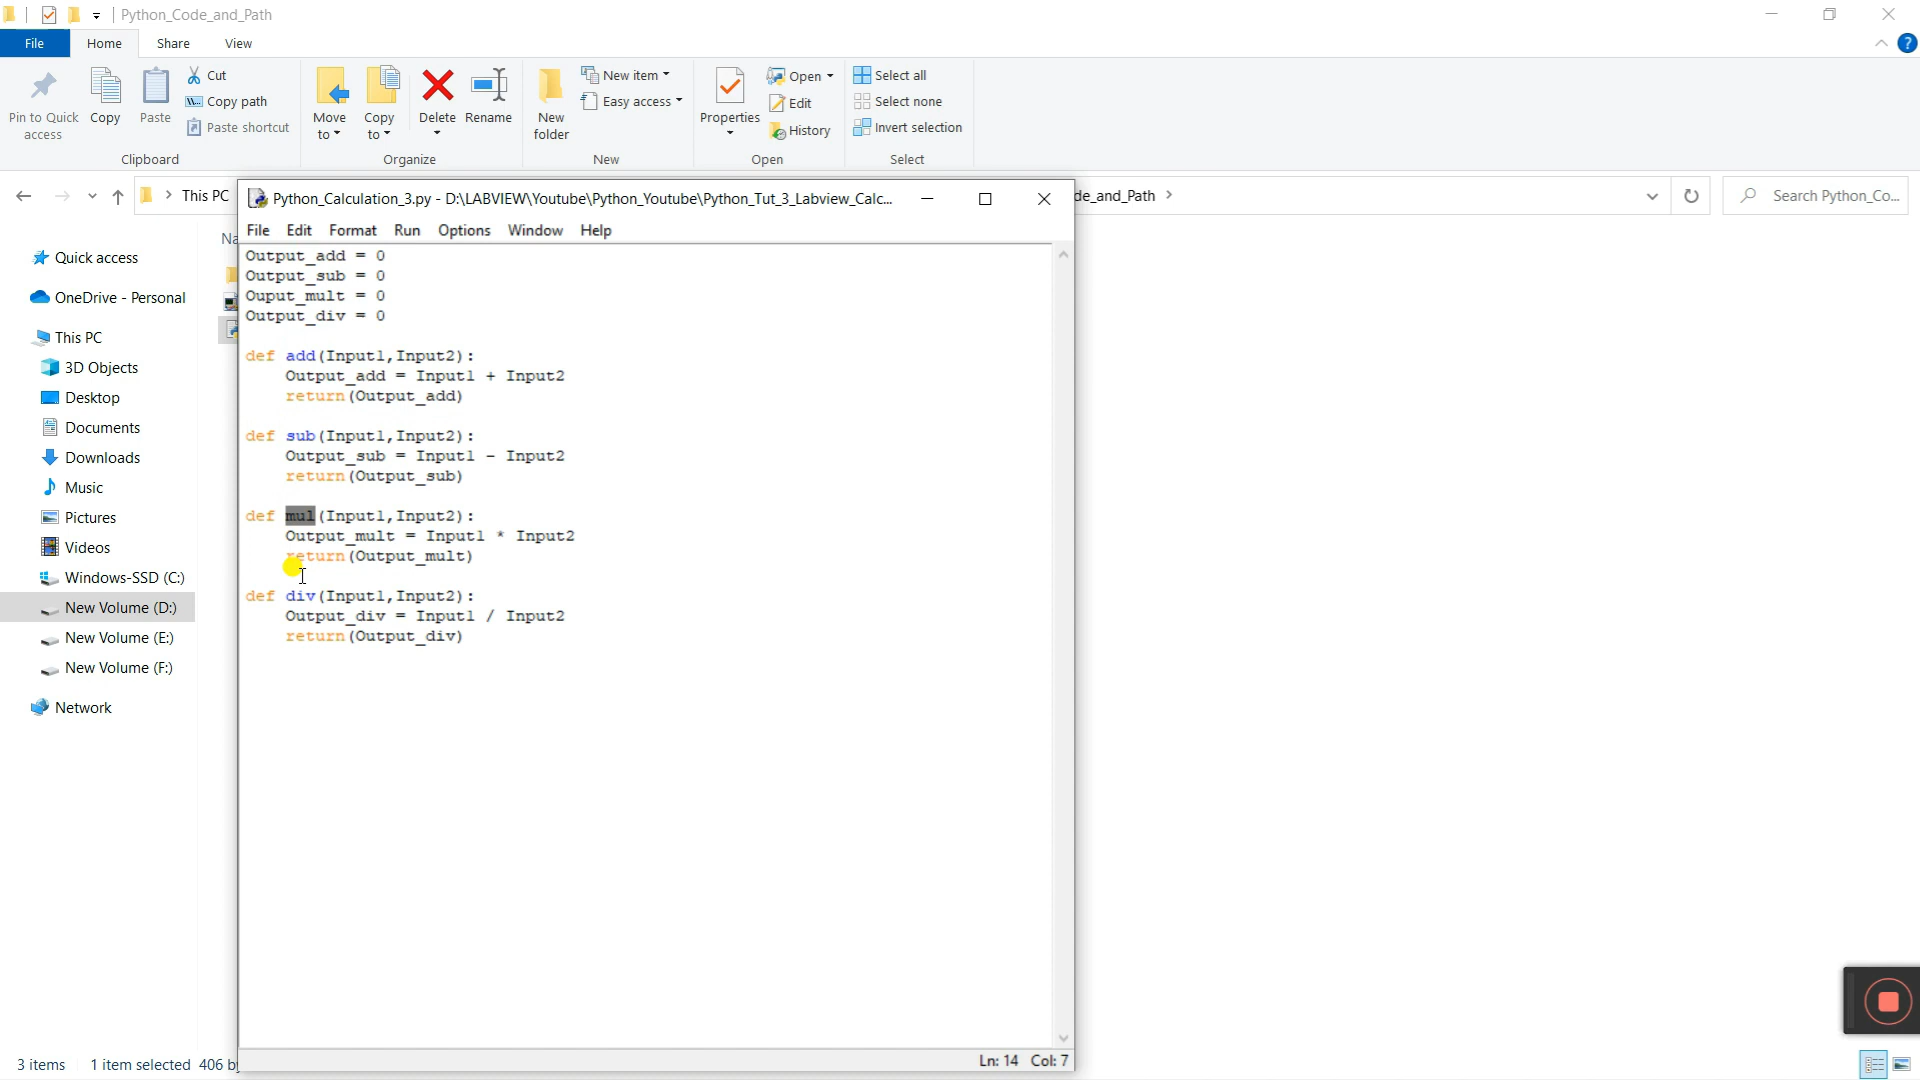 Python_Code_and_Path
File Home Share View
Pin to Quick access
Copy
Paste
Cut
Copy path
Paste shortcut
Clipboard
Move to
Copy to
Delete
Rename
Organize
New folder
New item
Easy access
New
Properties
Open
Edit
History
Open
Select all
Select none
Invert selection
Select
This PC
de_and_Path
Search Python_Co...
Python_Calculation_3.py - D:\LABVIEW\Youtube\Python_Youtube\Python_Tut_3_Labview_Calc...
File Edit Format Run Options Window Help
Output_add = 0
Output_sub = 0
Ouput_mult = 0
Output_div = 0
def add(Input1,Input2):
Output_add = Input1 + Input2
return(Output_add)
def sub(Input1,Input2):
Output_sub = Input1 - Input2
return(Output_sub)
def mul(Input1,Input2):
Output_mult = Input1 * Input2
return(Output_mult)
def div(Input1,Input2):
Output_div = Input1 / Input2
return(Output_div)
Na
Quick access
OneDrive - Personal
This PC
3D Objects
Desktop
Documents
Downloads
Music
Pictures
Videos
Windows-SSD (C:)
New Volume (D:)
New Volume (E:)
New Volume (F:)
Network
3 items 1 item selected 406 by
Ln: 14 Col: 7